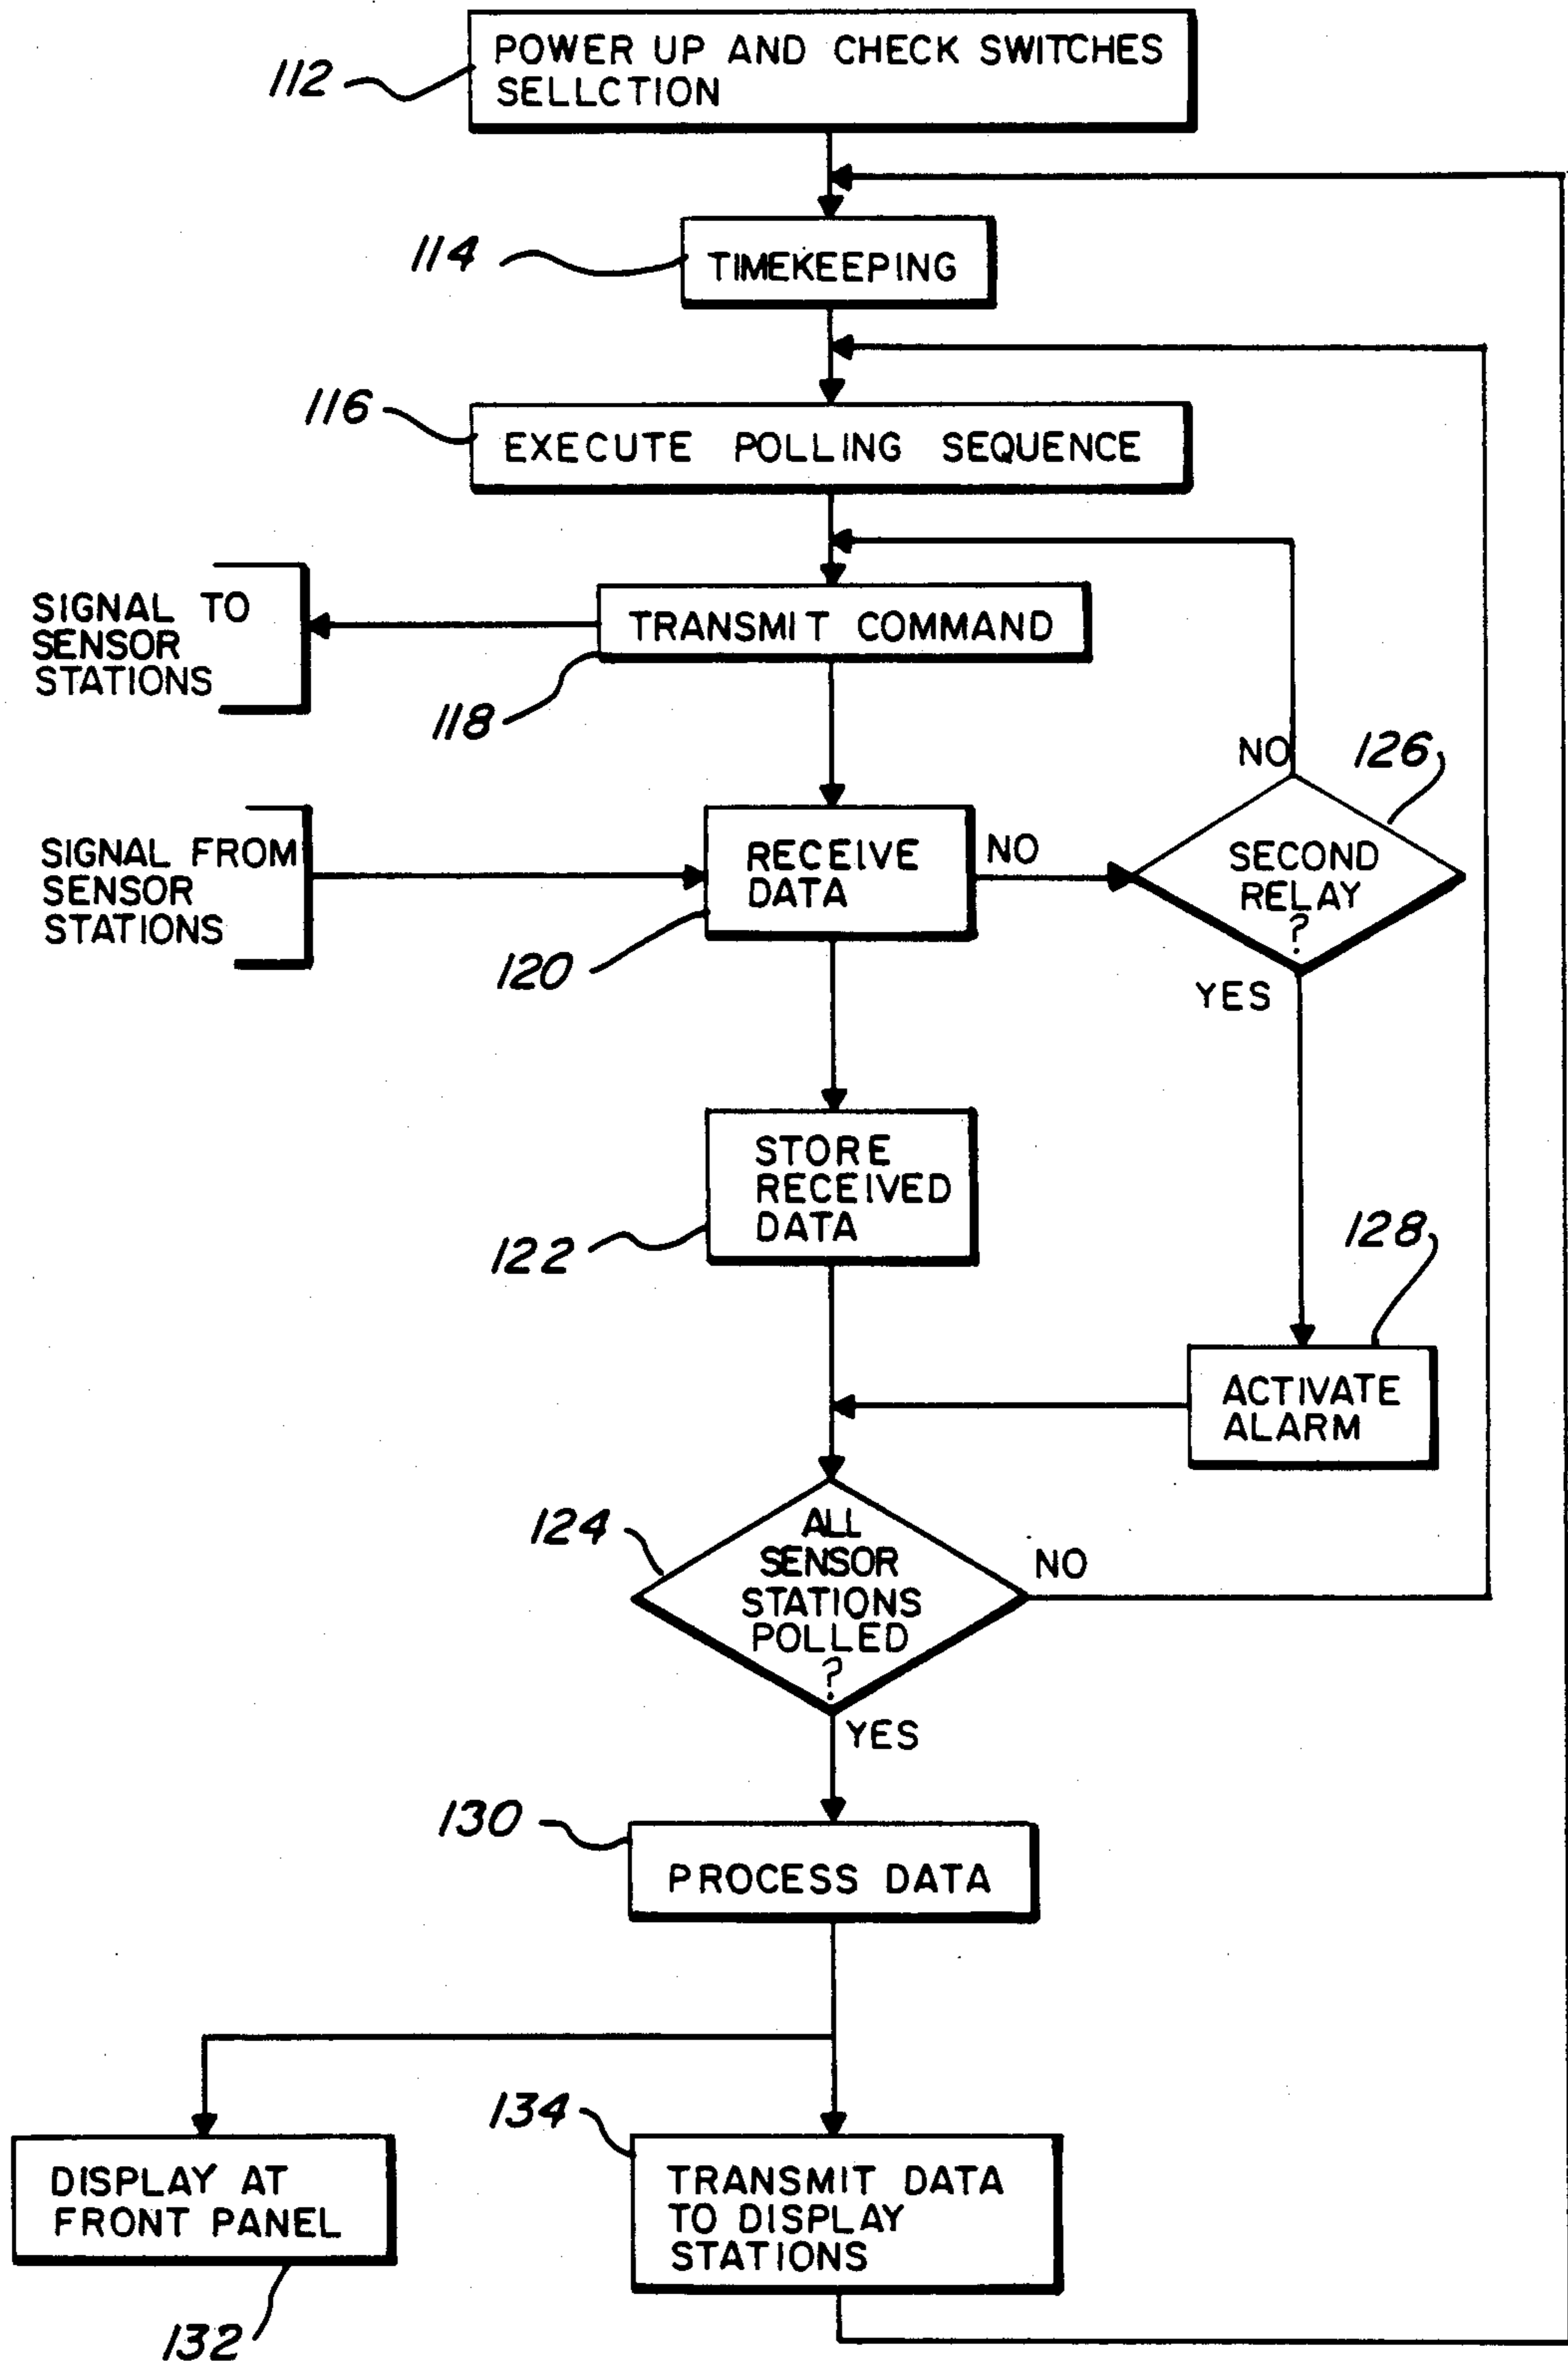 112
POWER UP AND CHECK SWITCHES
SELLCTION
114
TIMEKEEPING
116
EXECUTE POLLING SEQUENCE
SIGNAL TO
SENSOR
STATIONS
TRANSMIT COMMAND
118
NO
126
SIGNAL FROM
SENSOR
STATIONS
RECEIVE
DATA
NO
SECOND
RELAY
?
120
YES
STORE
RECEIVED
DATA
122
128
ACTIVATE
ALARM
124
ALL
SENSOR
STATIONS
POLLED
?
NO
YES
130
PROCESS DATA
134
DISPLAY AT
FRONT PANEL
TRANSMIT DATA
TO DISPLAY
STATIONS
132